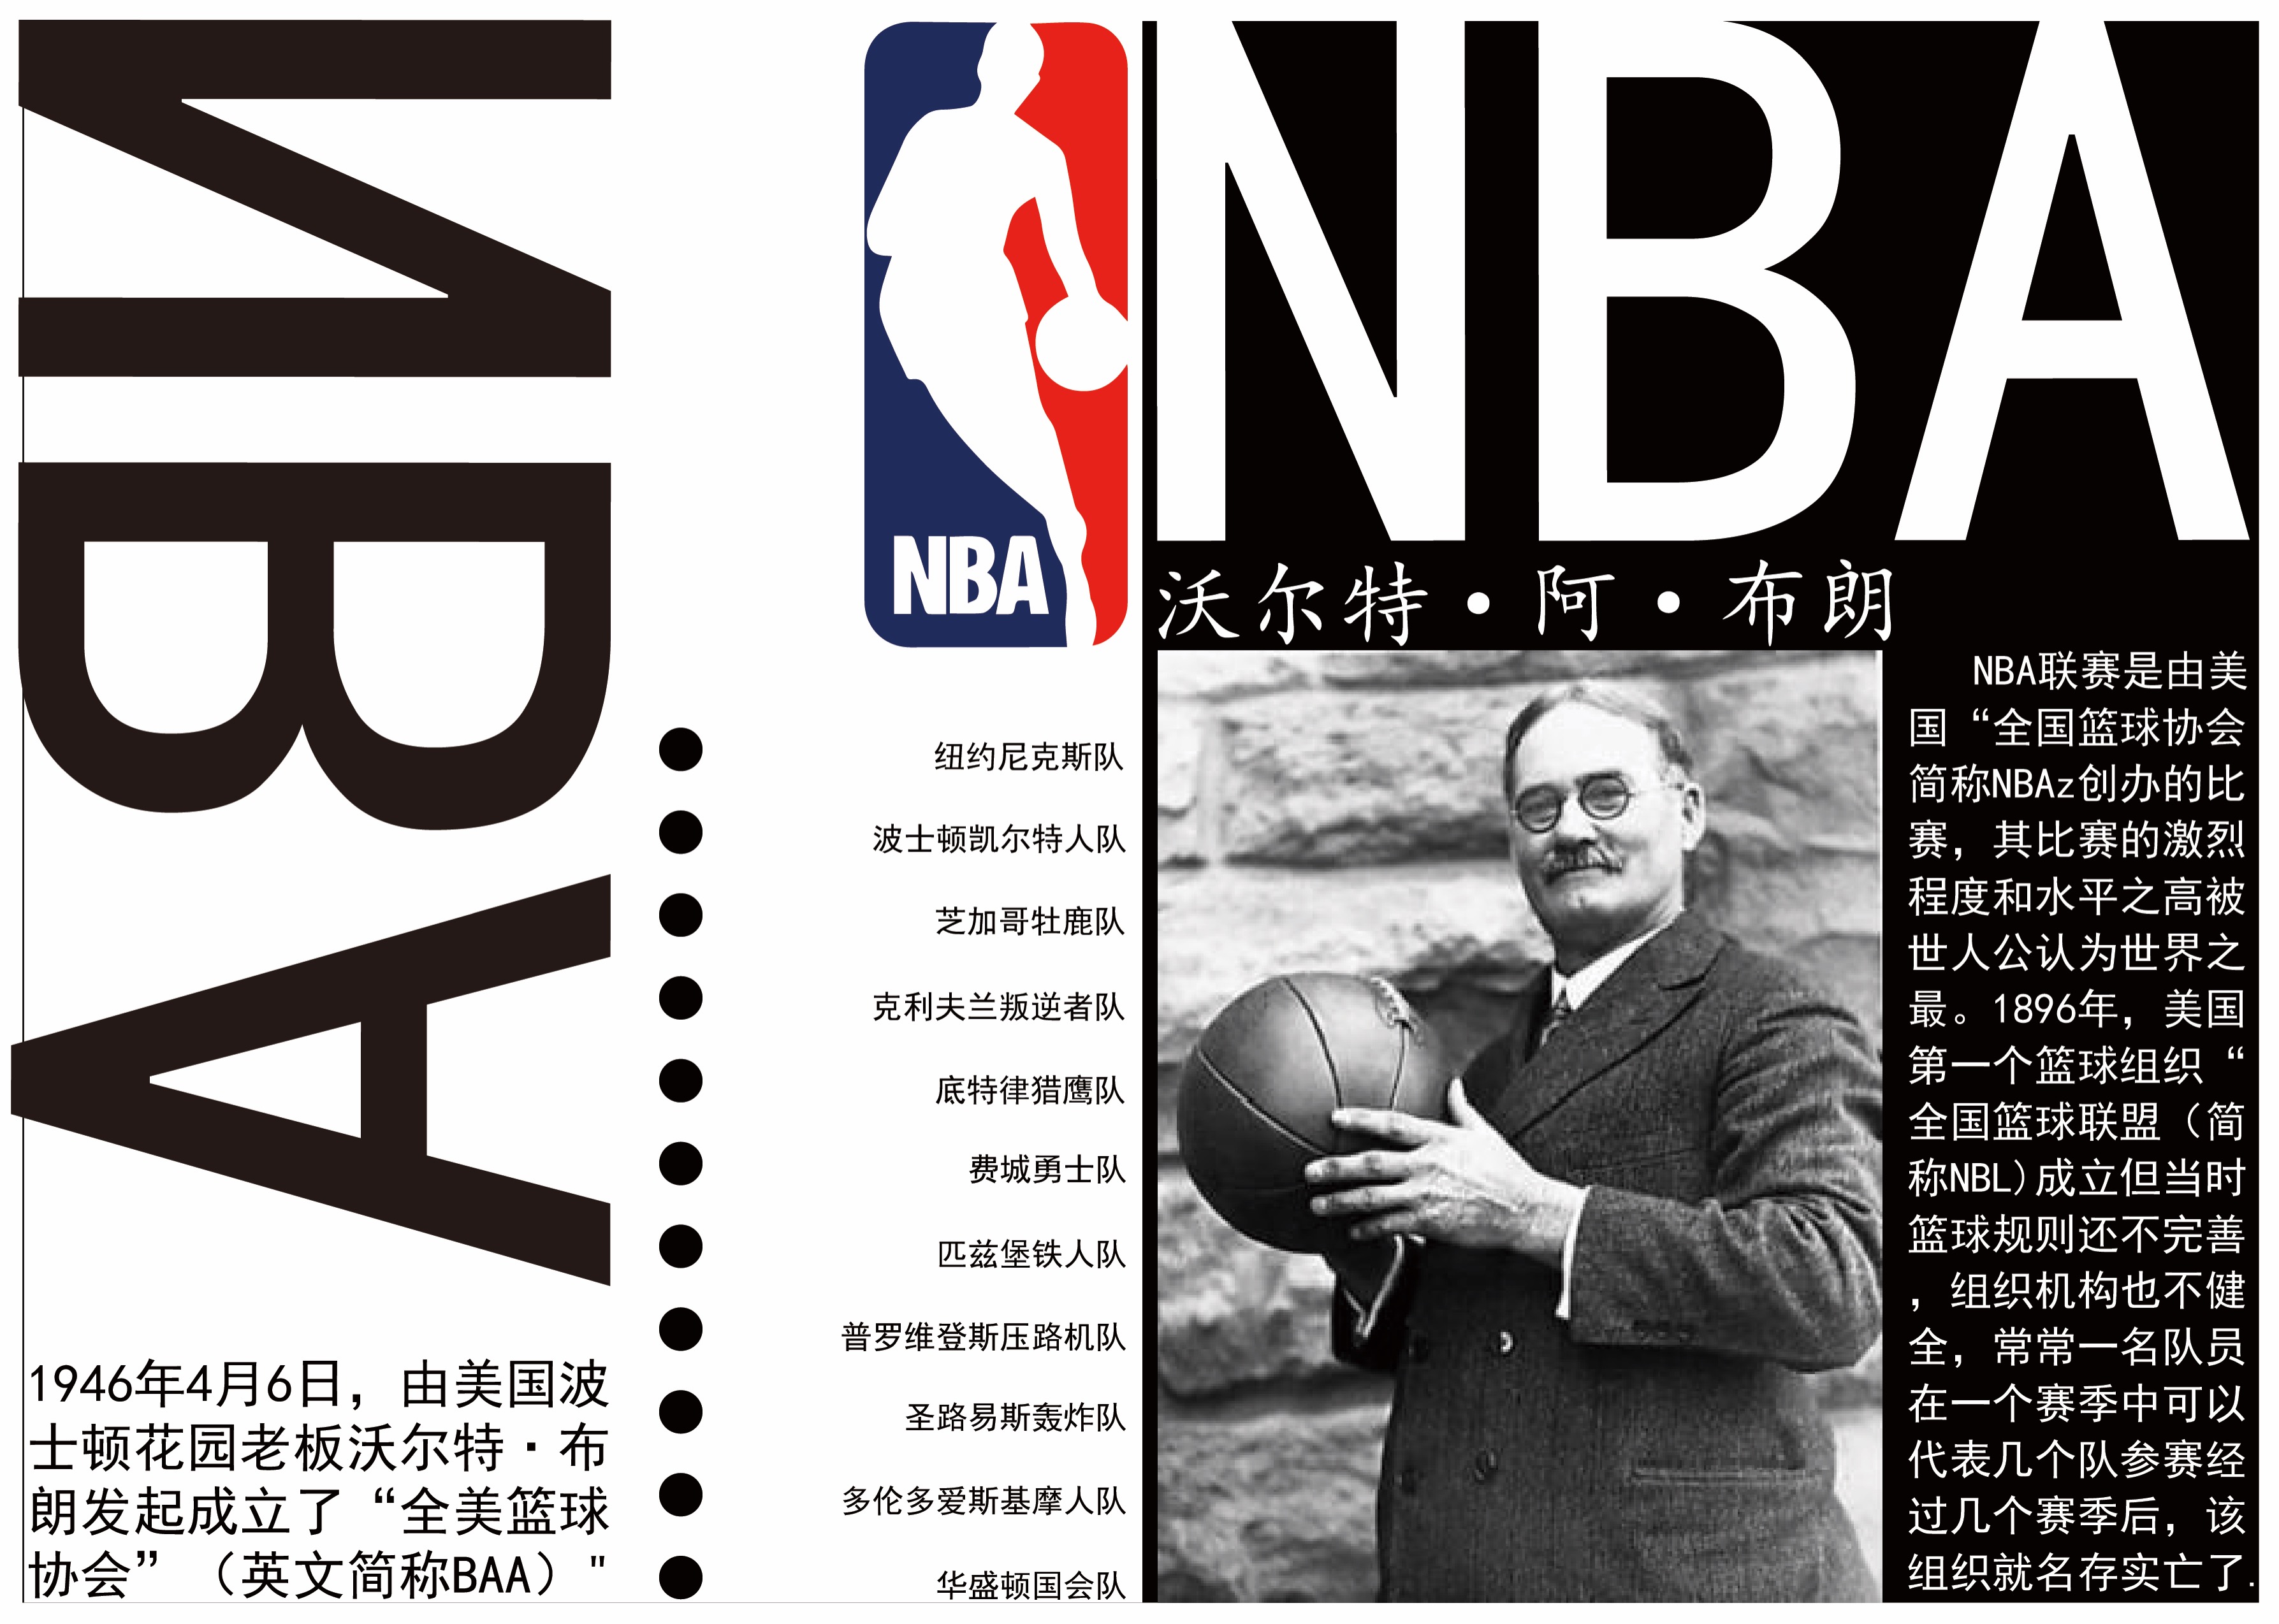 NBA
1946年4月6日，由美国波
士顿花园老板沃尔特·布
朗发起成立了“全美篮球
协会”（英文简称BAA）"
NBA
纽约尼克斯队
波士顿凯尔特人队
芝加哥牡鹿队
克利夫兰叛逆者队
底特律猎鹰队
费城勇士队
匹兹堡铁人队
普罗维登斯压路机队
圣路易斯轰炸队
多伦多爱斯基摩人队
华盛顿国会队
NBA
沃尔特·阿·布朗
NBA联赛是由美
国“全国篮球协会
简称NBAz创办的比
赛，其比赛的激烈
程度和水平之高被
世人公认为世界之
最。1896年，美国
第一个篮球组织“
全国篮球联盟（简
称NBL)成立但当时
篮球规则还不完善
，组织机构也不健
全，常常一名队员
在一个赛季中可以
代表几个队参赛经
过几个赛季后，该
组织就名存实亡了.